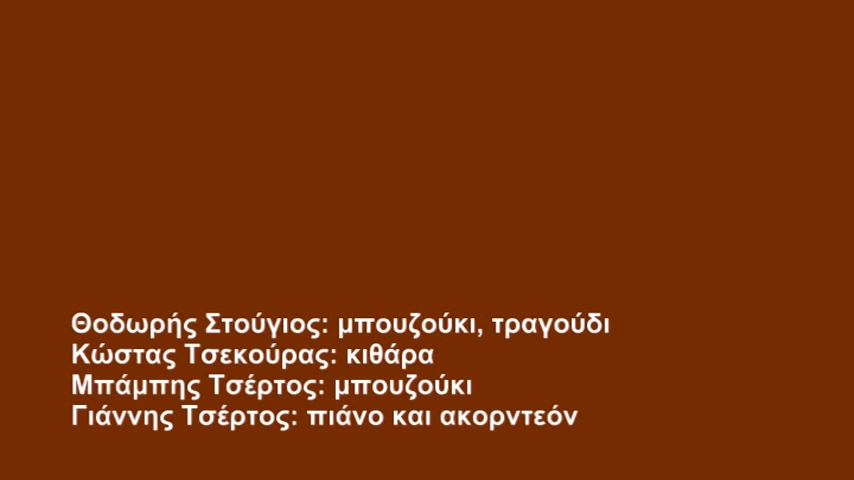 Θοδωρής Στούγιος: μπουζούκι, τραγούδι
Κώστας Τσεκούρας: κιθάρα
Μπάμπης Τσέρτος: μπουζούκι
Γιάννης Τσέρτος: πιάνο και ακορντεόν